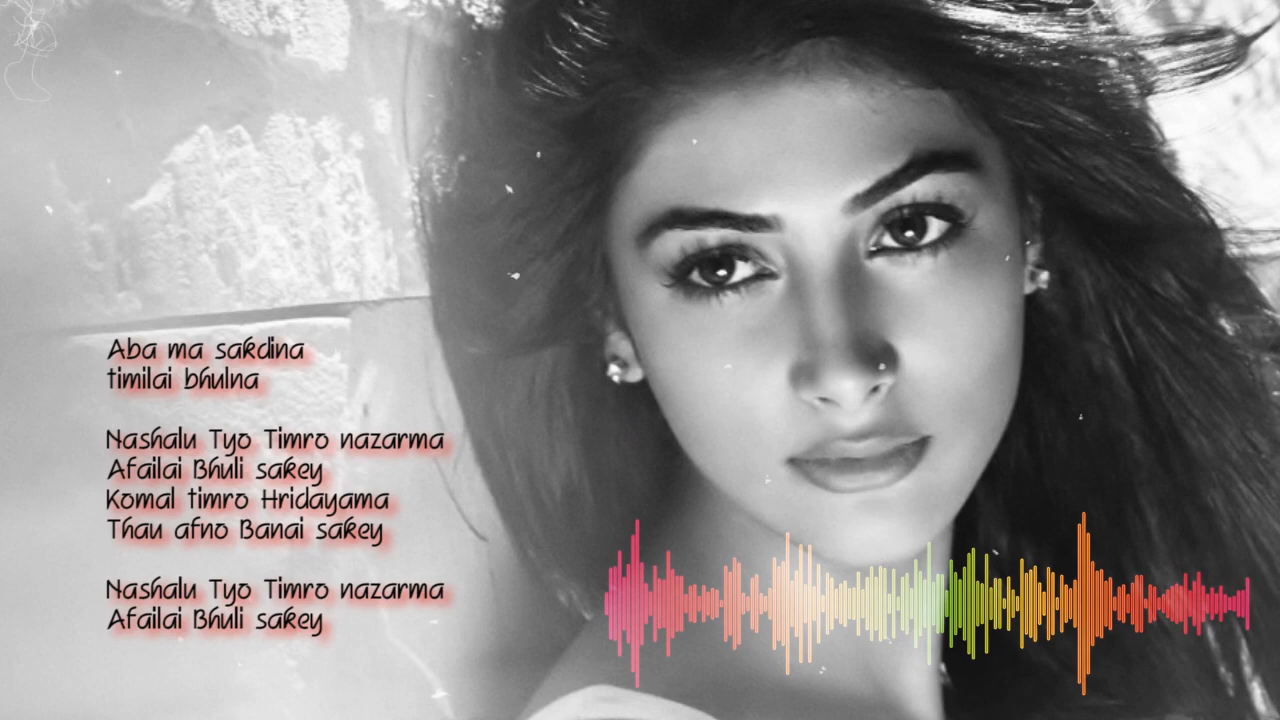 Aba ma sakdina
timilai bhulna
Nashalu Tyo Timro nazarma
Afailai Bhuli sakey
Komal timro Hridayama
Thau afno Banai sakey
Nashalu Tyo Timro nazarma
Afailai Bhuli sakey